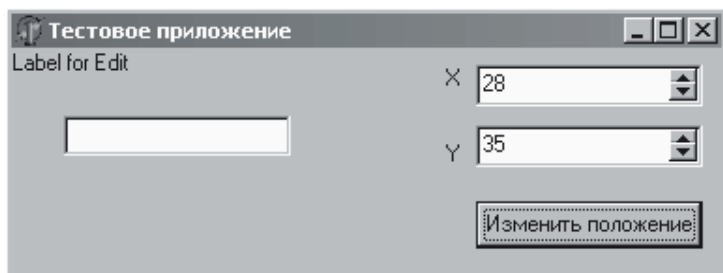 Тестовое приложение
Label for Edit
X 28
Y 35
Изменить положение